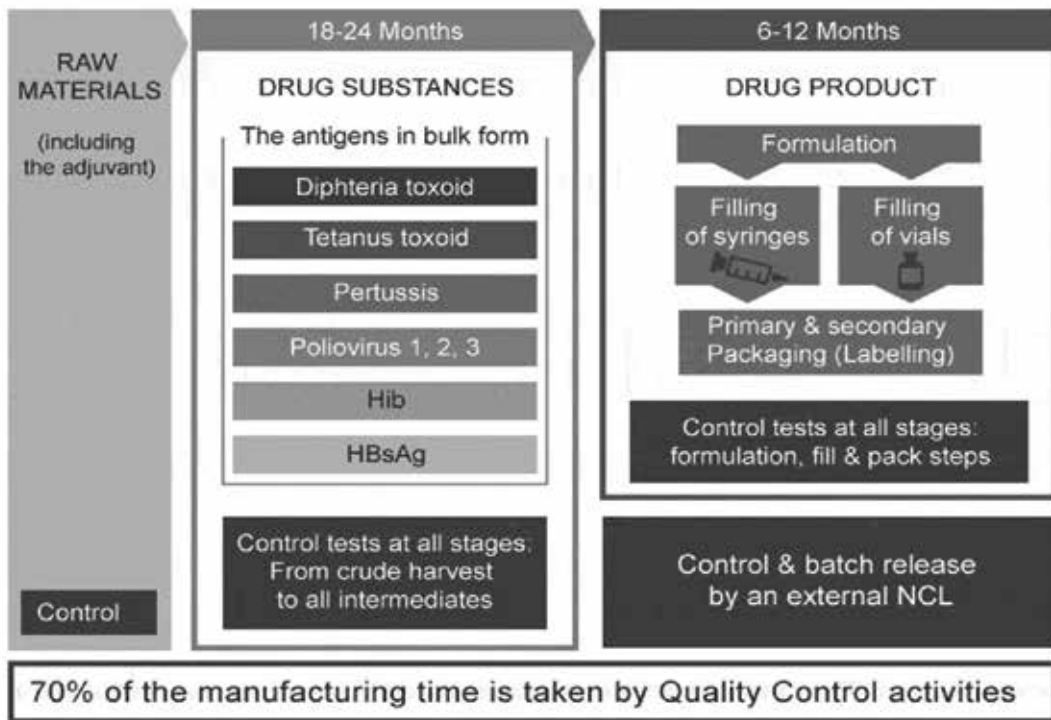 RAW
MATERIALS
(including
the adjuvant)
Control
18-24 Months
DRUG SUBSTANCES
The antigens in bulk form
Diphteria toxoid
Tetanus toxoid
Pertussis
Poliovirus 1, 2, 3
Hib
HBsAg
Control tests at all stages:
From crude harvest
to all intermediates
6-12 Months
DRUG PRODUCT
Formulation
Filling
of syringes
Filling
of vials
Primary & secondary
Packaging (Labelling)
Control tests at all stages:
formulation, fill & pack steps
Control & batch release
by an external NCL
70% of the manufacturing time is taken by Quality Control activities